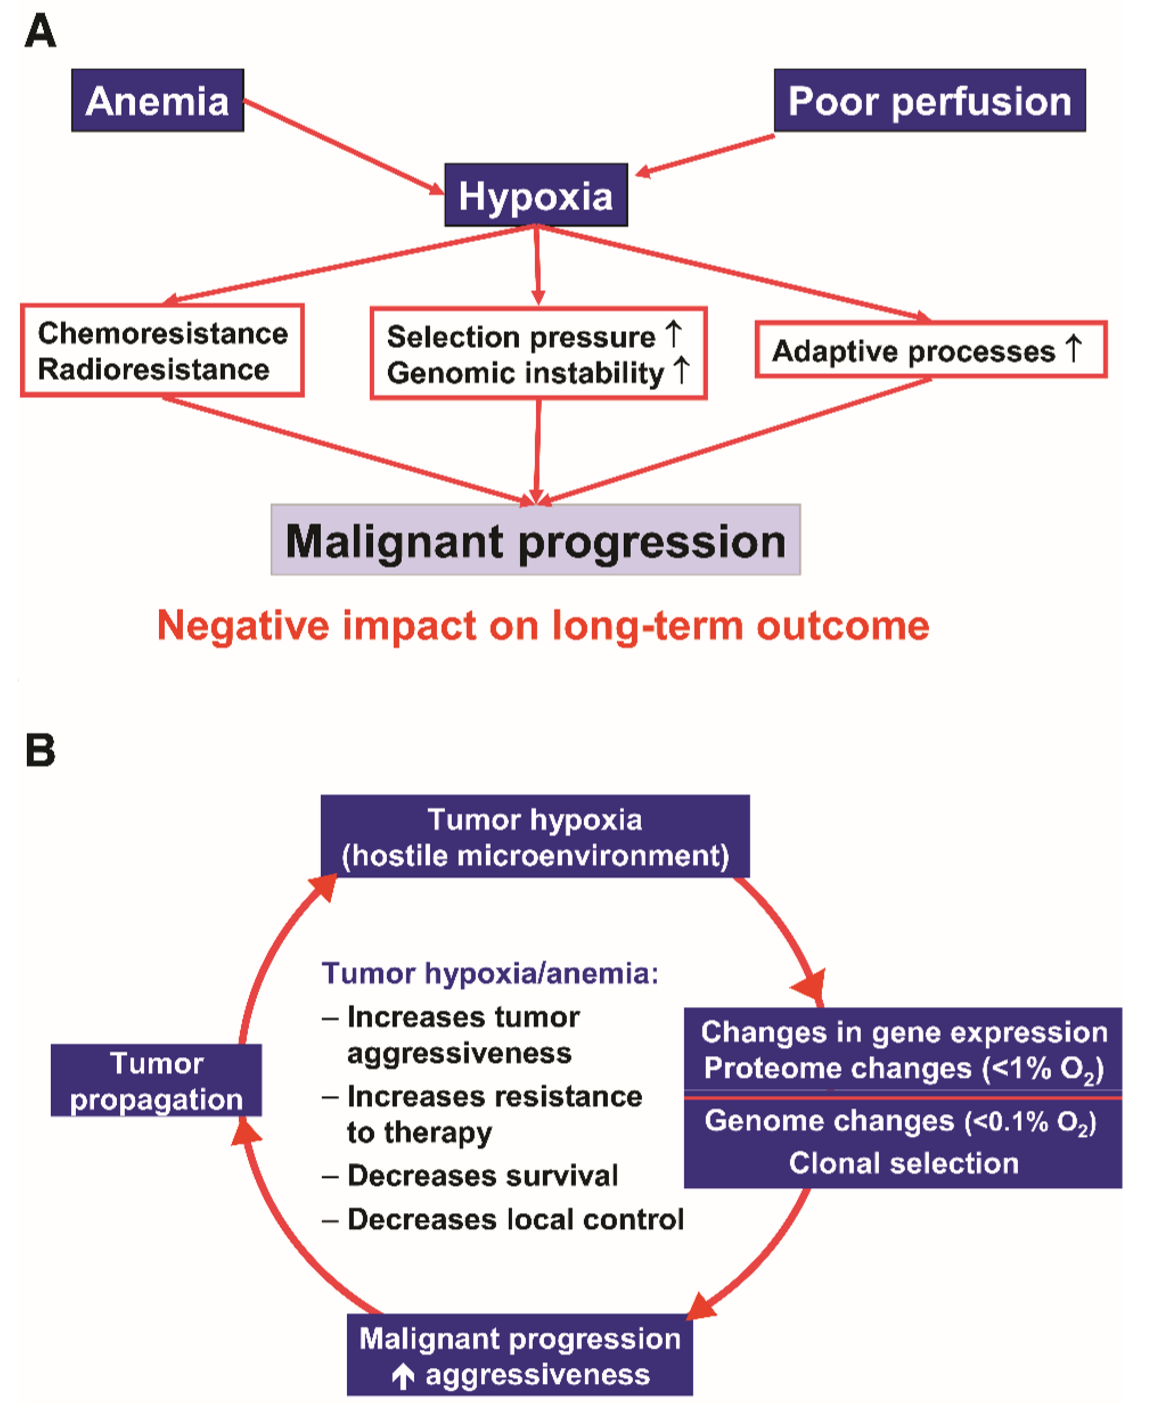 A
Anemia
Poor perfusion
Hypoxia
Chemoresistance
Radioresistance
Selection pressure ↑
Genomic instability ↑
Adaptive processes ↑
Malignant progression
Negative impact on long-term outcome
B
Tumor hypoxia
(hostile microenvironment)
Changes in gene expression
Proteome changes (<1% O₂)
Genome changes (<0.1% O₂)
Clonal selection
Malignant progression
↑ aggressiveness
Tumor
propagation
Tumor hypoxia/anemia:
– Increases tumor
aggressiveness
– Increases resistance
to therapy
– Decreases survival
– Decreases local control